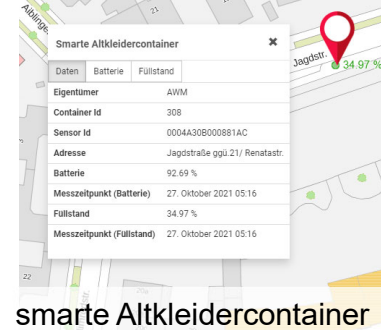 Aiblinger
21
Smarte Altkleidercontainer ✖
Daten Batterie Füllstand
Eigentümer AWM
Container Id 308
Sensor Id 0004A30B000881AC
Adresse Jagdstraße ggü.21/ Renatastr.
Batterie 92.69 %
Messzeitpunkt (Batterie) 27. Oktober 2021 05:16
Füllstand 34.97 %
Messzeitpunkt (Füllstand) 27. Oktober 2021 05:16
Jagdstr.
34.97 %
22
smarte Altkleidercontainer